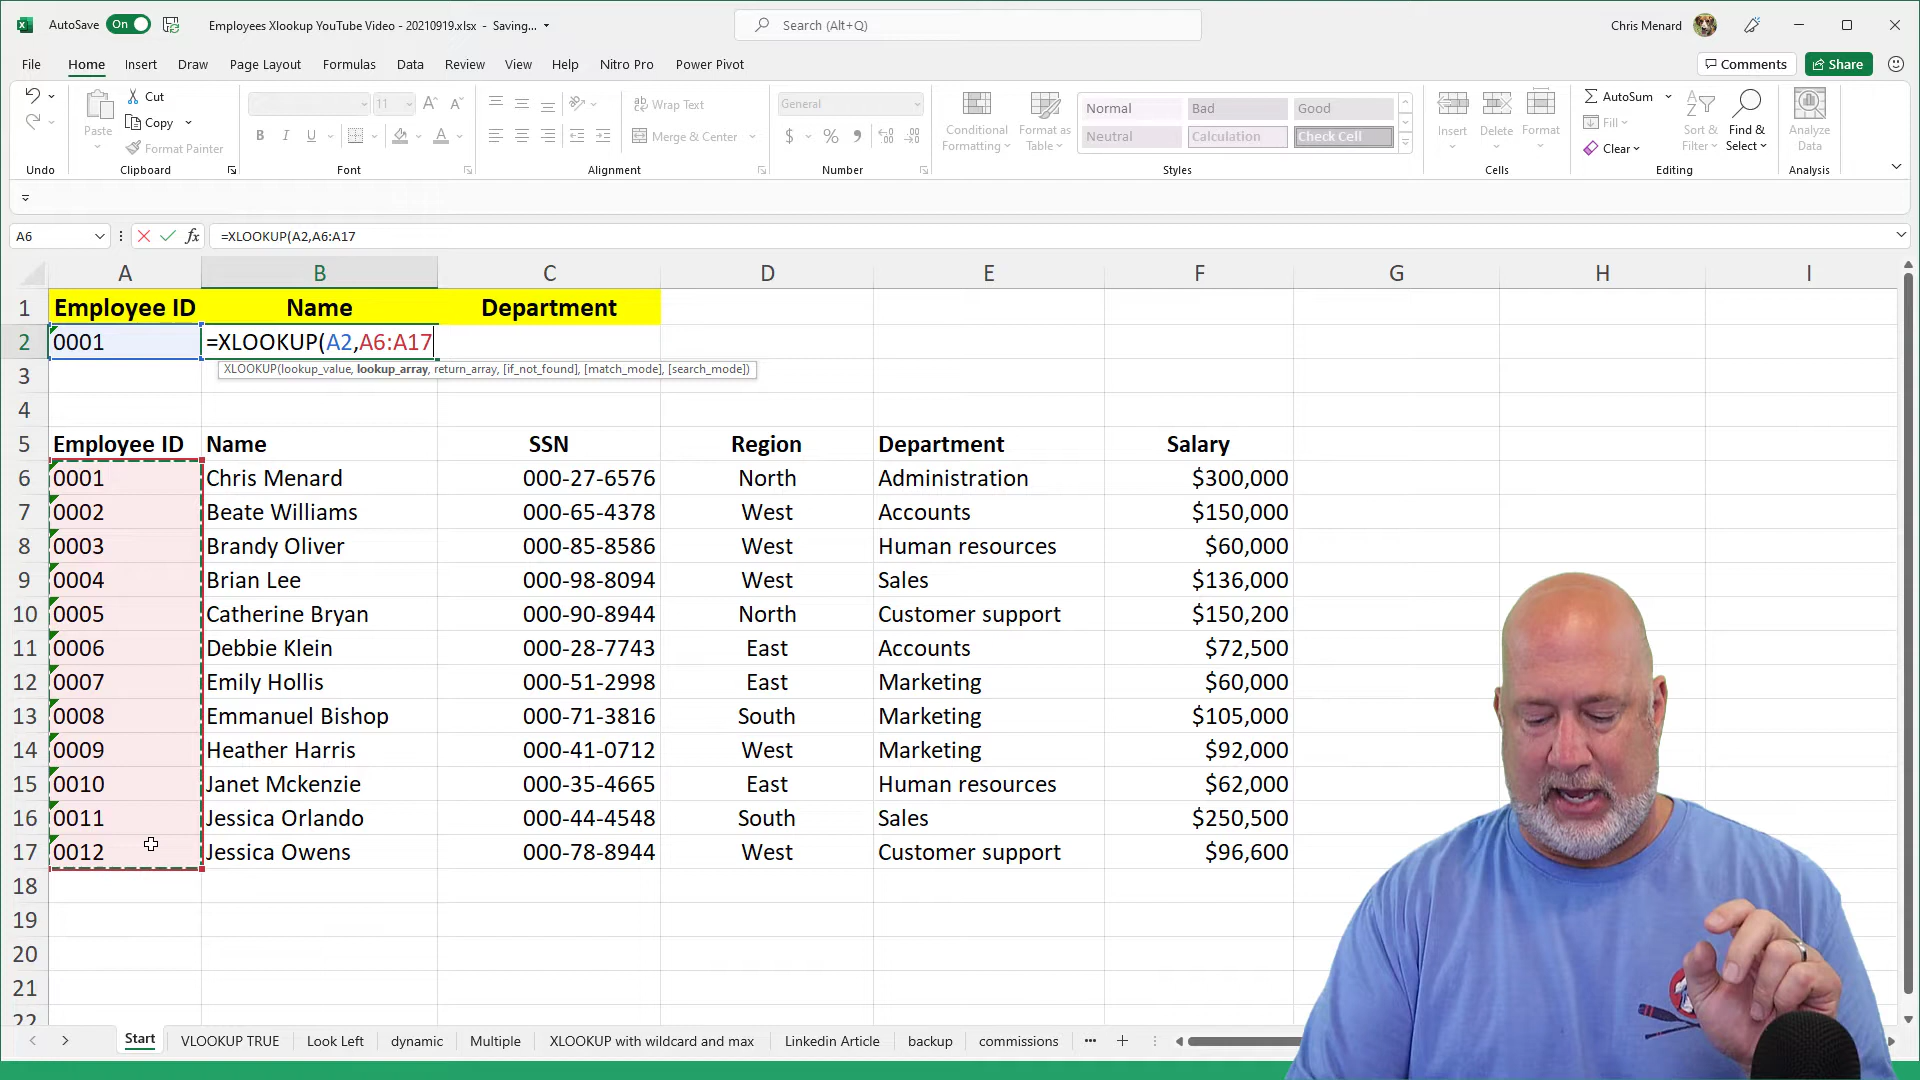 AutoSave On Employees Xlookup YouTube Video - 20210919.xlsx - Saving... Search (Alt+Q) Chris Menard
File Home Insert Draw Page Layout Formulas Data Review View Help Nitro Pro Power Pivot Comments Share
Cut
Copy
Format Painter
Paste
11
Wrap Text
Merge & Center
General
$ % ,
Conditional Formatting
Format as Table
Normal Bad Good
Neutral Calculation Check Cell
Insert Delete Format
AutoSum
Fill
Clear
Sort & Filter
Find & Select
Analyze Data
Undo Clipboard Font Alignment Number Styles Cells Editing Analysis
A6 fx =XLOOKUP(A2,A6:A17
A B C D E F G H I
1 Employee ID Name Department
2 0001 =XLOOKUP(A2,A6:A17
XLOOKUP(lookup_value, lookup_array, return_array, [if_not_found], [match_mode], [search_mode])
3
4
5 Employee ID Name SSN Region Department Salary
6 0001 Chris Menard 000-27-6576 North Administration $300,000
7 0002 Beate Williams 000-65-4378 West Accounts $150,000
8 0003 Brandy Oliver 000-85-8586 West Human resources $60,000
9 0004 Brian Lee 000-98-8094 West Sales $136,000
10 0005 Catherine Bryan 000-90-8944 North Customer support $150,200
11 0006 Debbie Klein 000-28-7743 East Accounts $72,500
12 0007 Emily Hollis 000-51-2998 East Marketing $60,000
13 0008 Emmanuel Bishop 000-71-3816 South Marketing $105,000
14 0009 Heather Harris 000-41-0712 West Marketing $92,000
15 0010 Janet Mckenzie 000-35-4665 East Human resources $62,000
16 0011 Jessica Orlando 000-44-4548 South Sales $250,500
17 0012 Jessica Owens 000-78-8944 West Customer support $96,600
18
19
20
21
22
Start VLOOKUP TRUE Look Left dynamic Multiple XLOOKUP with wildcard and max Linkedin Article backup commissions ...